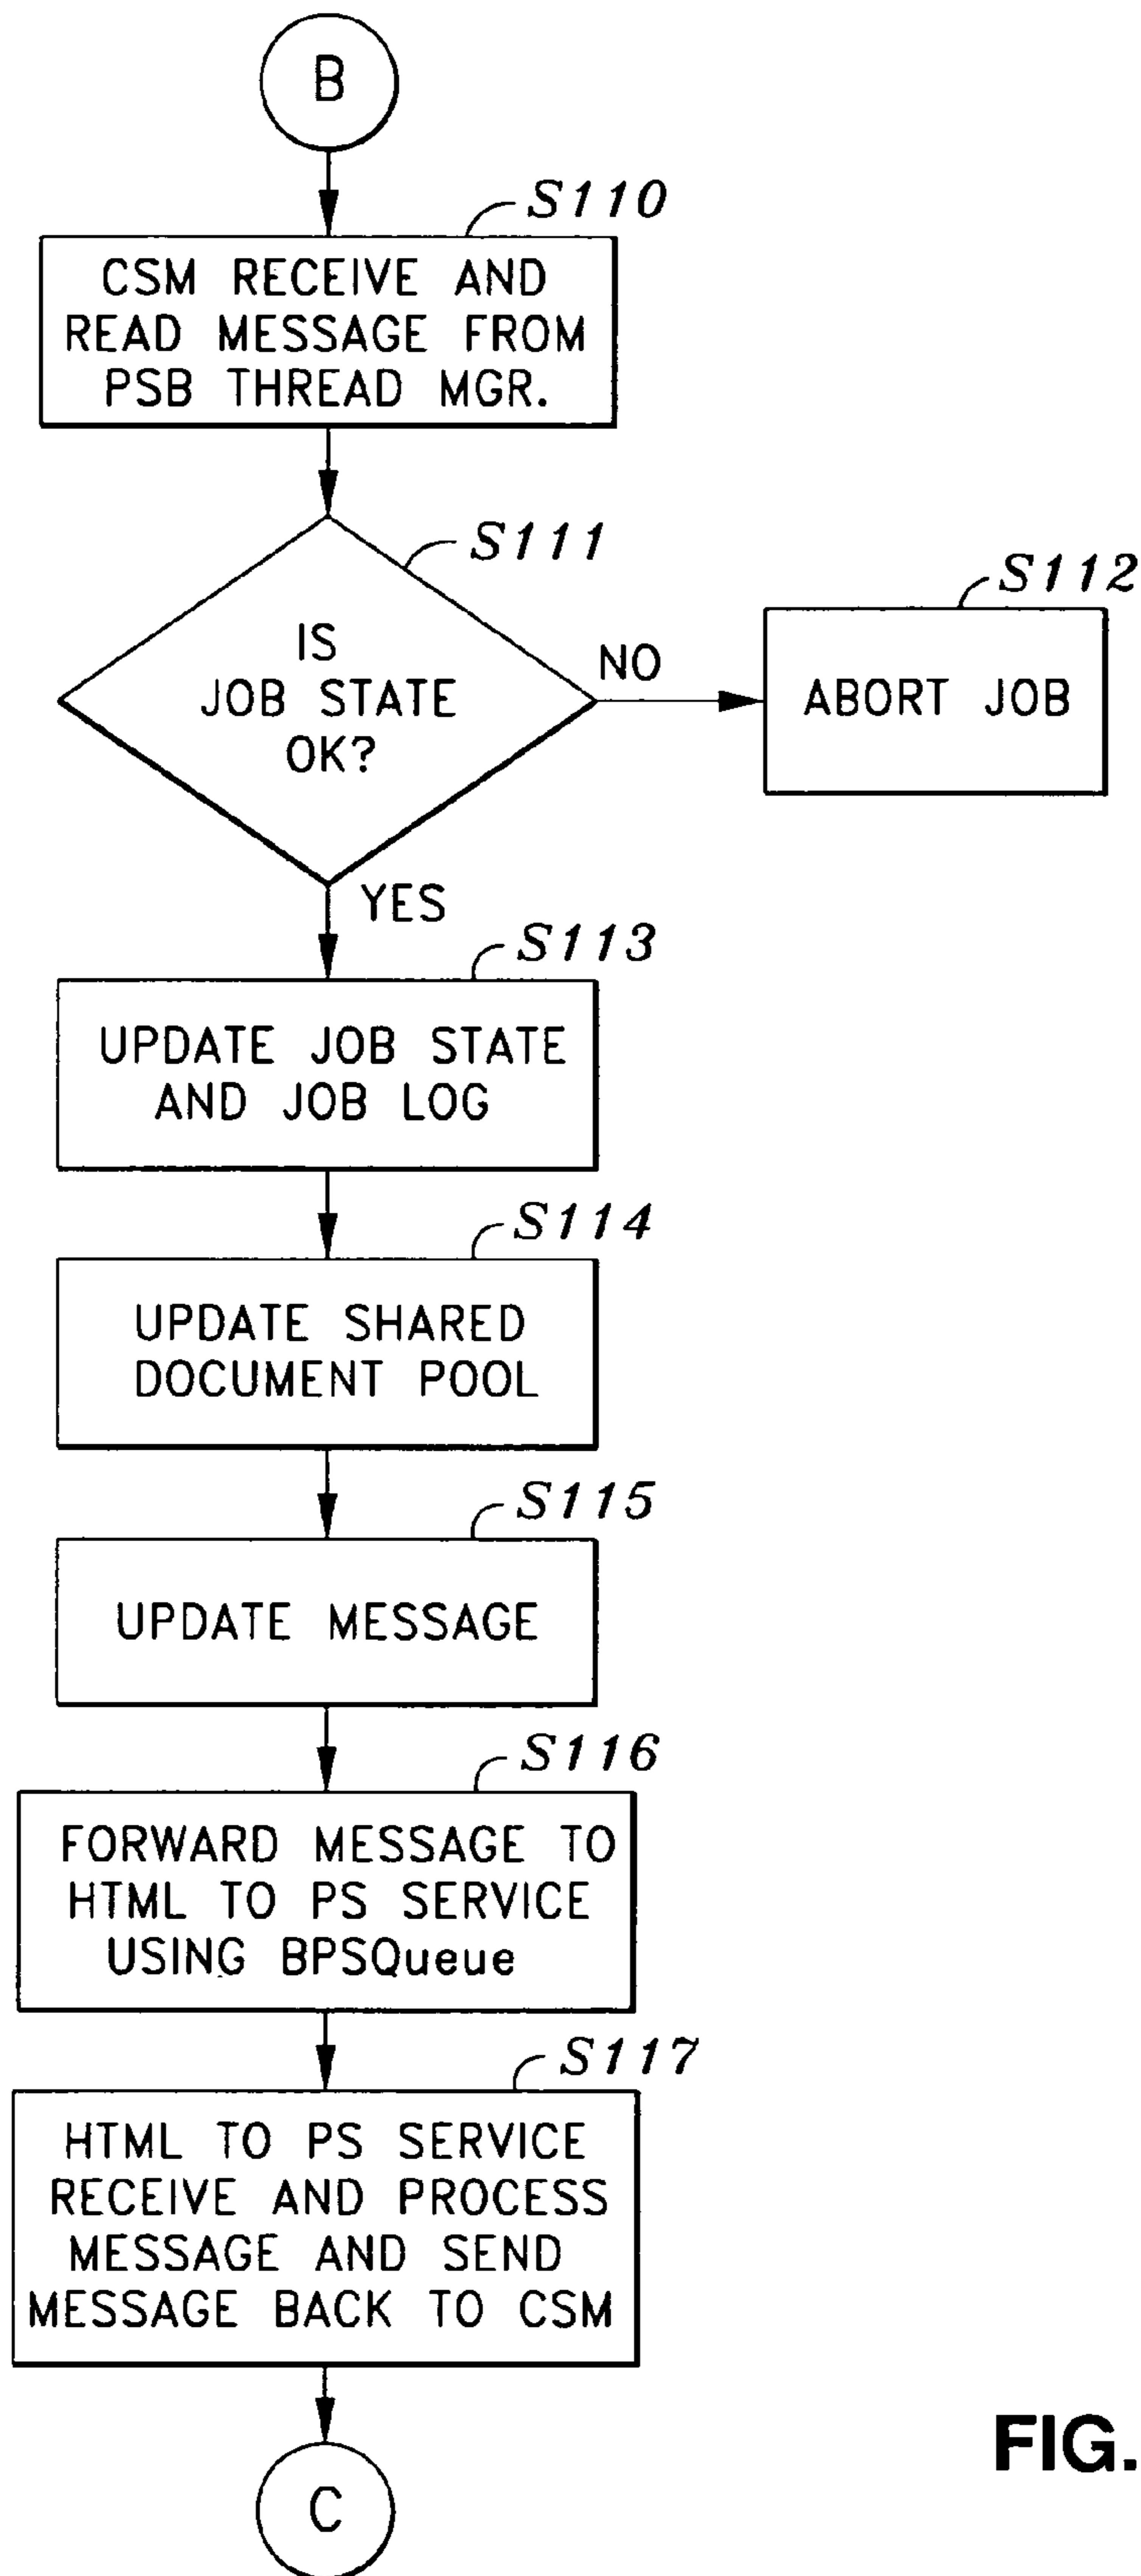 B
S110
CSM RECEIVE AND
READ MESSAGE FROM
PSB THREAD MGR.
S111
IS
JOB STATE
OK?
NO
S112
ABORT JOB
YES
S113
UPDATE JOB STATE
AND JOB LOG
S114
UPDATE SHARED
DOCUMENT POOL
S115
UPDATE MESSAGE
S116
FORWARD MESSAGE TO
HTML TO PS SERVICE
USING BPSQueue
S117
HTML TO PS SERVICE
RECEIVE AND PROCESS
MESSAGE AND SEND
MESSAGE BACK TO CSM
C
FIG.